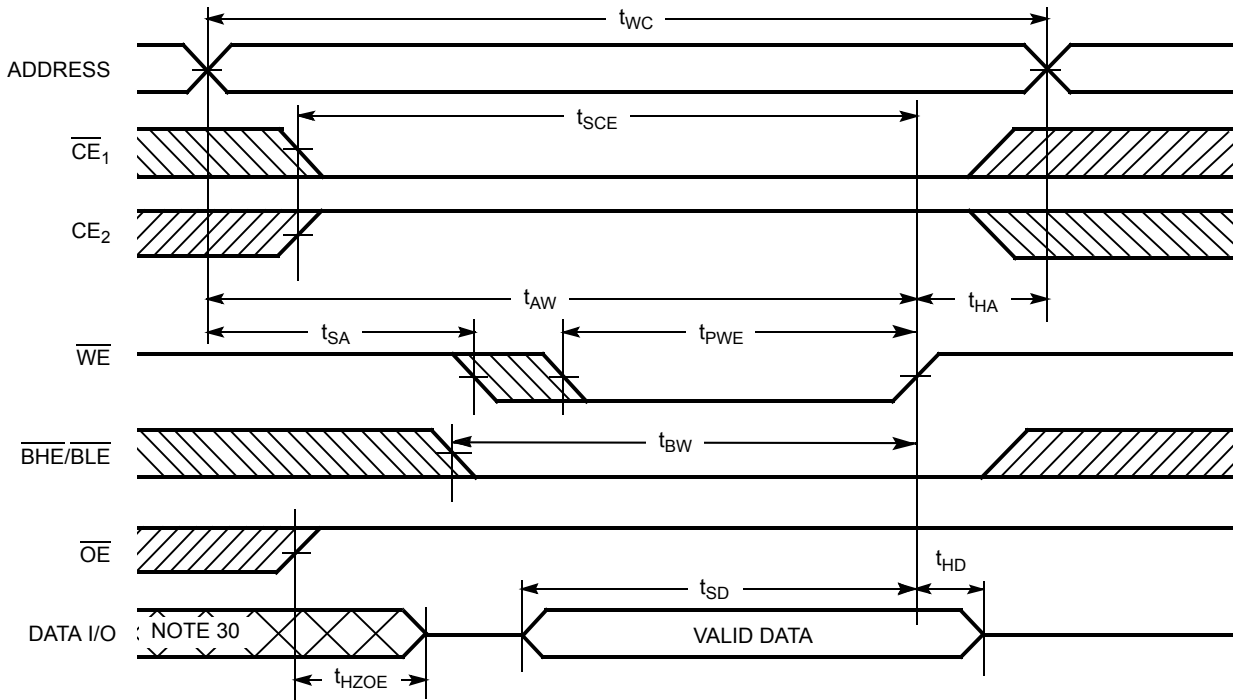 tWC
ADDRESS
tSCE
CE1
CE2
tAW
tHA
tSA
tPWE
WE
tBW
BHE/BLE
OE
tHD
tSD
DATA I/O NOTE 30 VALID DATA
tHZOE